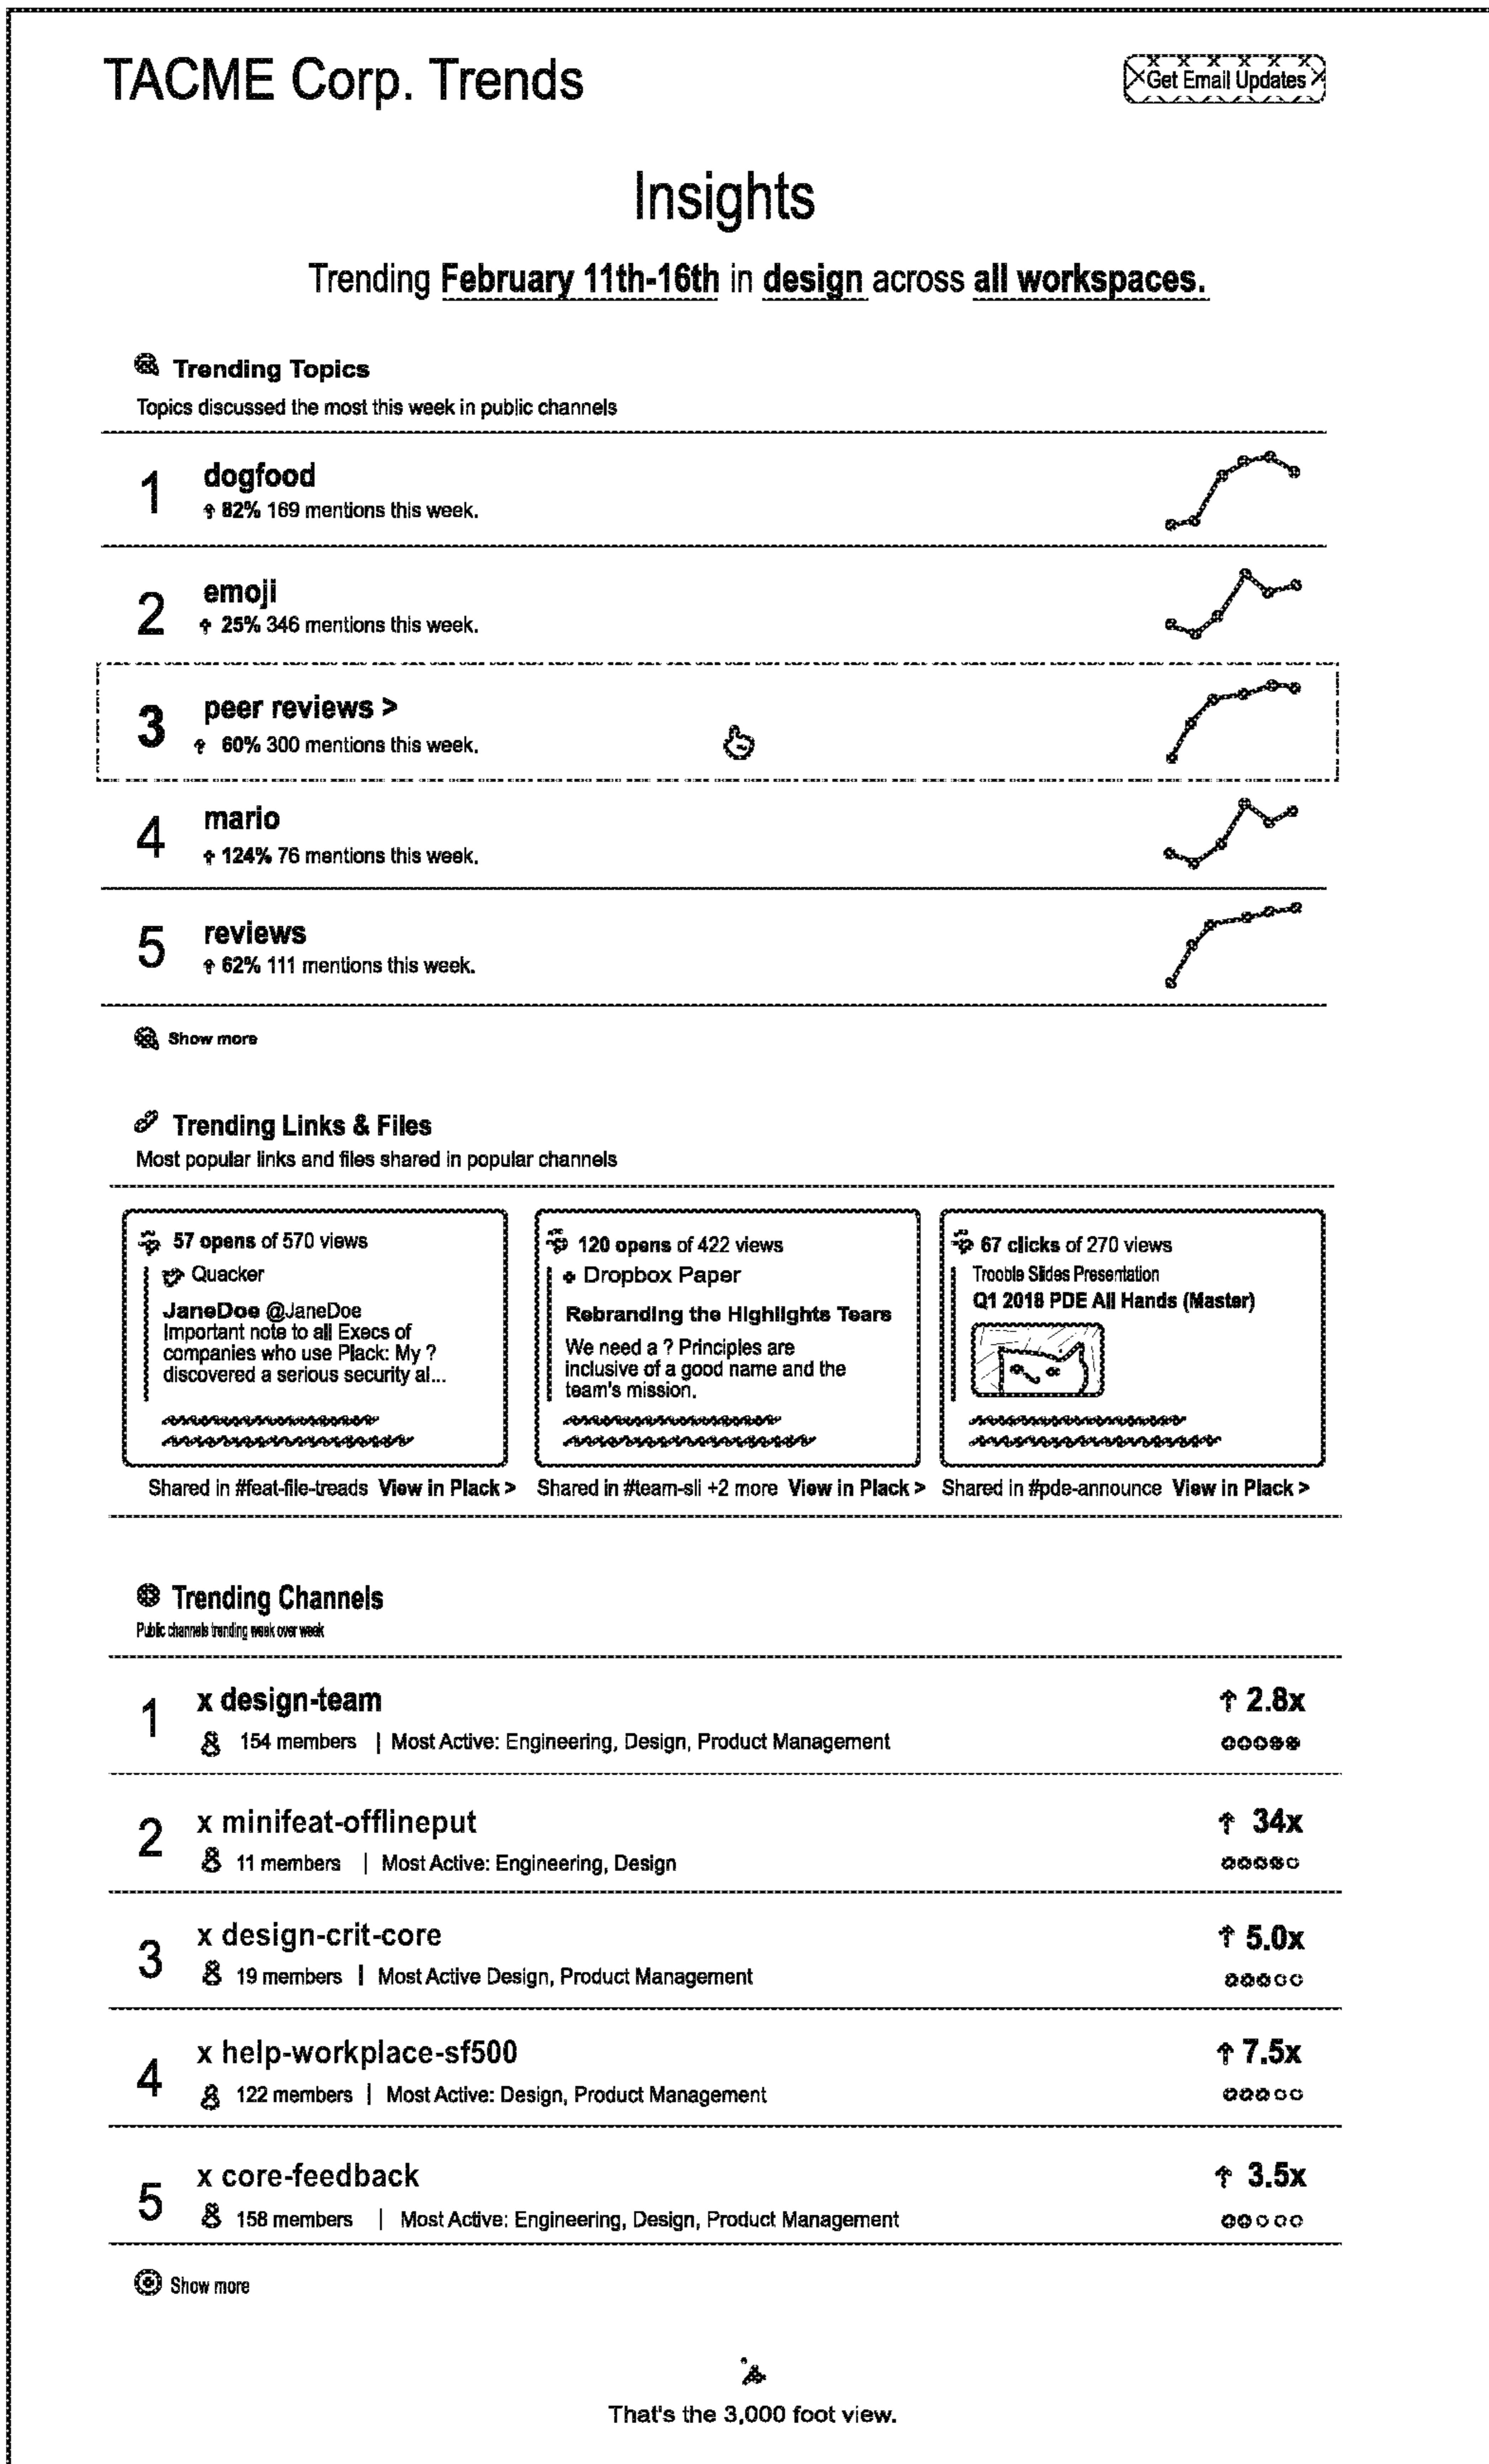 TACME Corp. Trends
Get Email Updates
Insights
Trending February 11th-16th in design across all workspaces.
Trending Topics
Topics discussed the most this week in public channels
1 dogfood
82% 169 mentions this week.
2 emoji
25% 346 mentions this week.
3 peer reviews >
60% 300 mentions this week.
4 mario
124% 76 mentions this week.
5 reviews
62% 111 mentions this week.
Show more
Trending Links & Files
Most popular links and files shared in popular channels
57 opens of 570 views
Quacker
JaneDoe @JaneDoe
Important note to all Execs of
companies who use Plack: My ?
discovered a serious security al...
Shared in #feat-file-treads View in Plack >
120 opens of 422 views
Dropbox Paper
Rebranding the Highlights Tears
We need a ? Principles are
inclusive of a good name and the
team's mission.
Shared in #team-sli +2 more View in Plack >
67 clicks of 270 views
Trooble Slides Presentation
Q1 2018 PDE All Hands (Master)
Shared in #pde-announce View in Plack >
Trending Channels
Public channels trending week over week
1 x design-team
↑ 2.8x
154 members | Most Active: Engineering, Design, Product Management
2 x minifeat-offlineput
↑ 34x
11 members | Most Active: Engineering, Design
3 x design-crit-core
↑ 5.0x
19 members | Most Active Design, Product Management
4 x help-workplace-sf500
↑ 7.5x
122 members | Most Active: Design, Product Management
5 x core-feedback
↑ 3.5x
158 members | Most Active: Engineering, Design, Product Management
Show more
That's the 3,000 foot view.